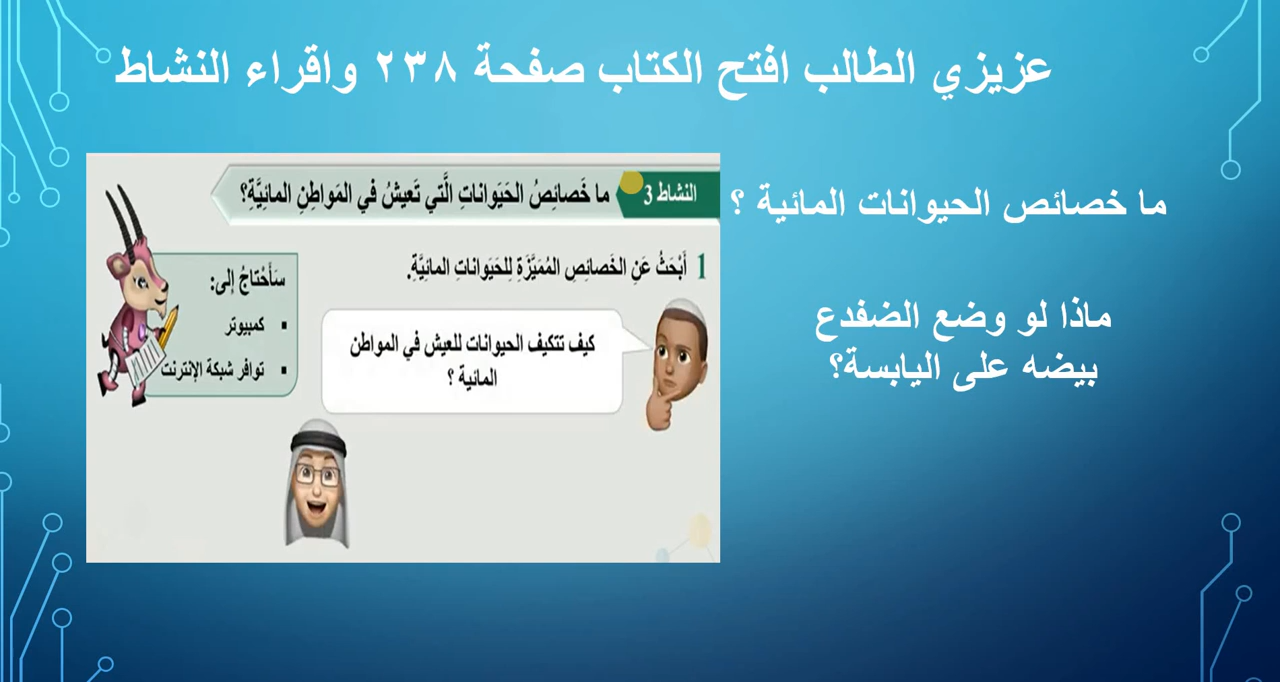 عزيزي الطالب افتح الكتاب صفحة ٢٣٨ واقراء النشاط
ما خصائص الحيوانات المائية ؟
ماذا لو وضع الضفدع
بيضه على اليابسة؟
النشاط 3
ما خَصائِصُ الحَيَواناتِ الَّتي تَعيشُ في المَواطِنِ المائِيَّةِ؟
1 أَبْحَثُ عَنِ الخَصائِصِ المُمَيَّزَةِ لِلحَيَواناتِ المائِيَّةِ.
سَأَحْتاجُ إلى:
▪ كمبيوتر
▪ توافر شبكة الإنترنت
كيف تتكيف الحيوانات للعيش في المواطن
المائية ؟